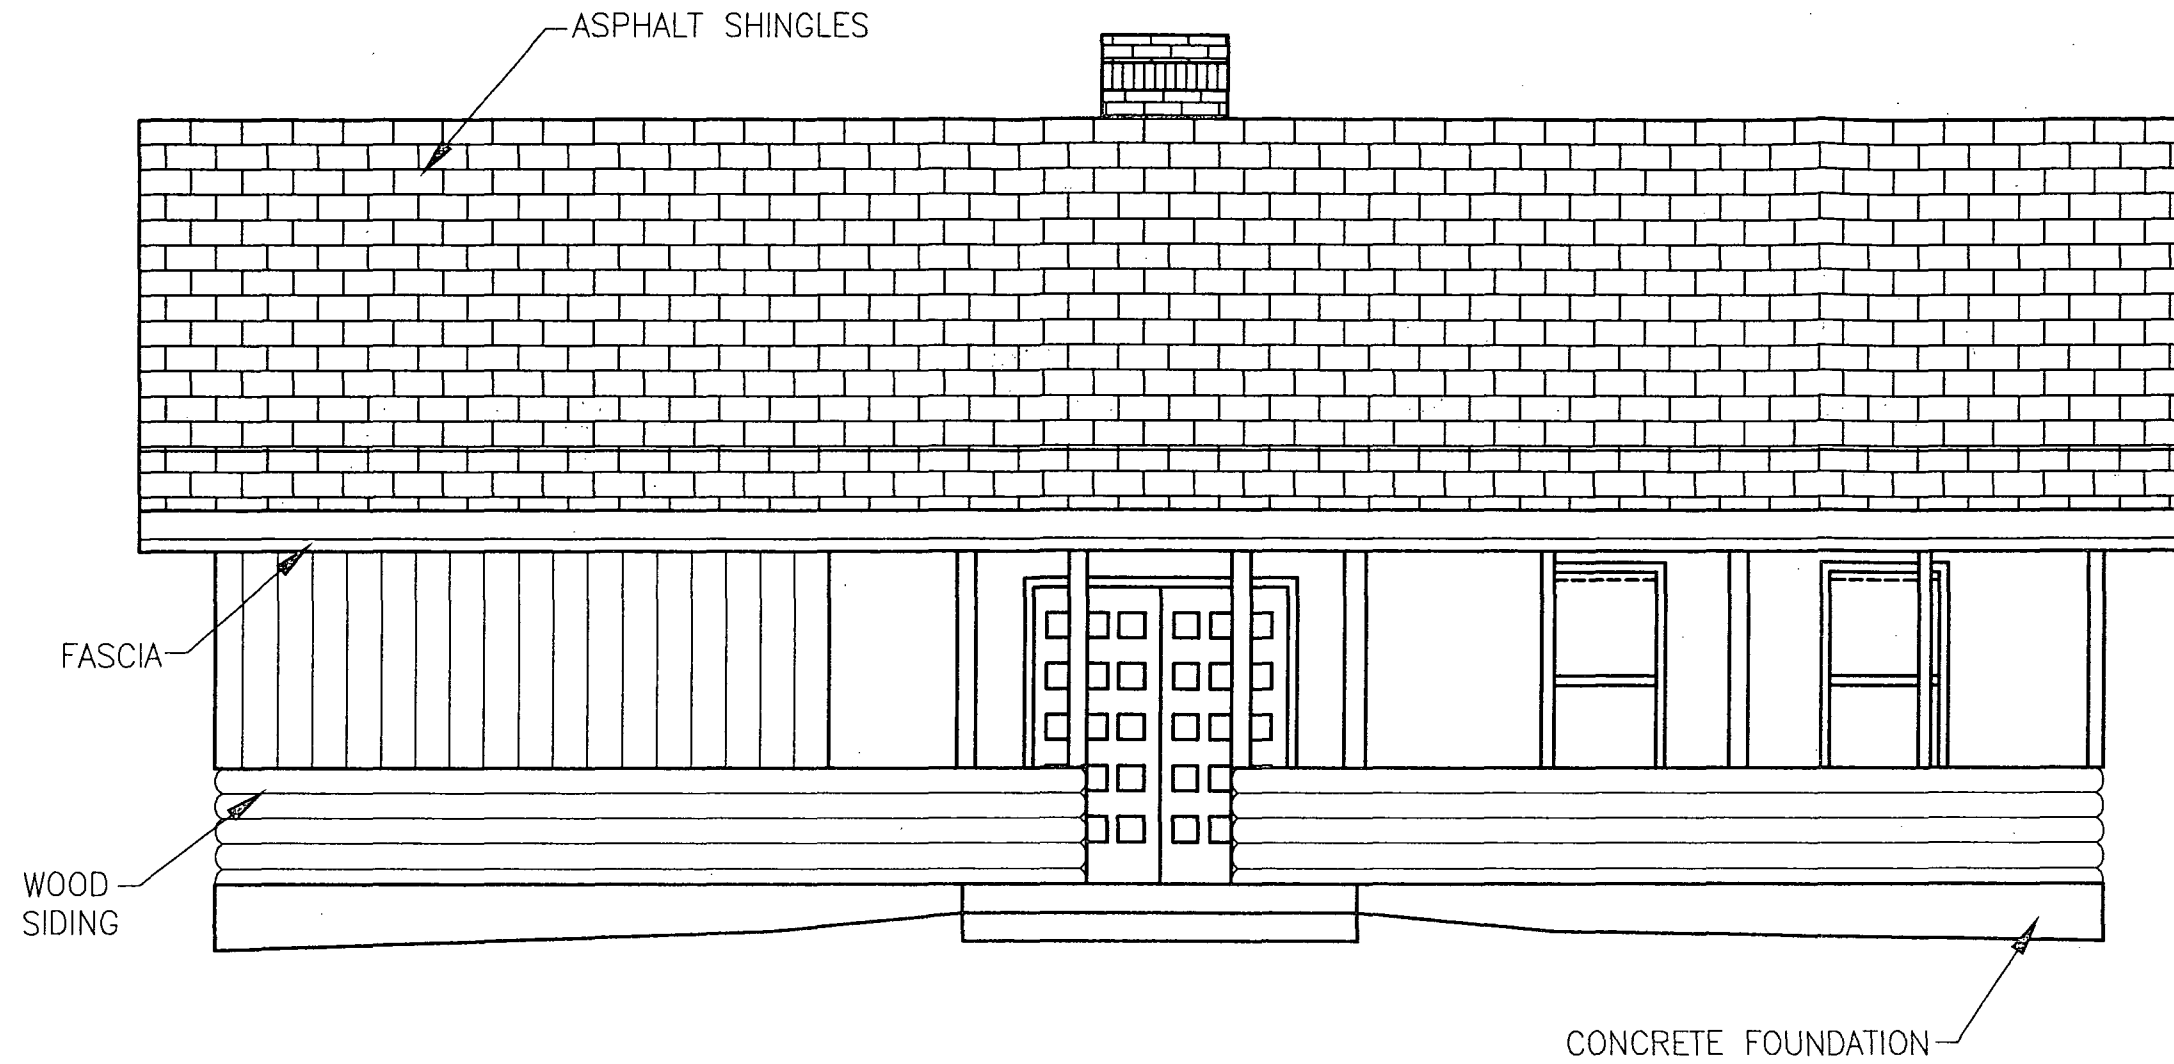 ASPHALT SHINGLES
FASCIA
WOOD
SIDING
CONCRETE FOUNDATION